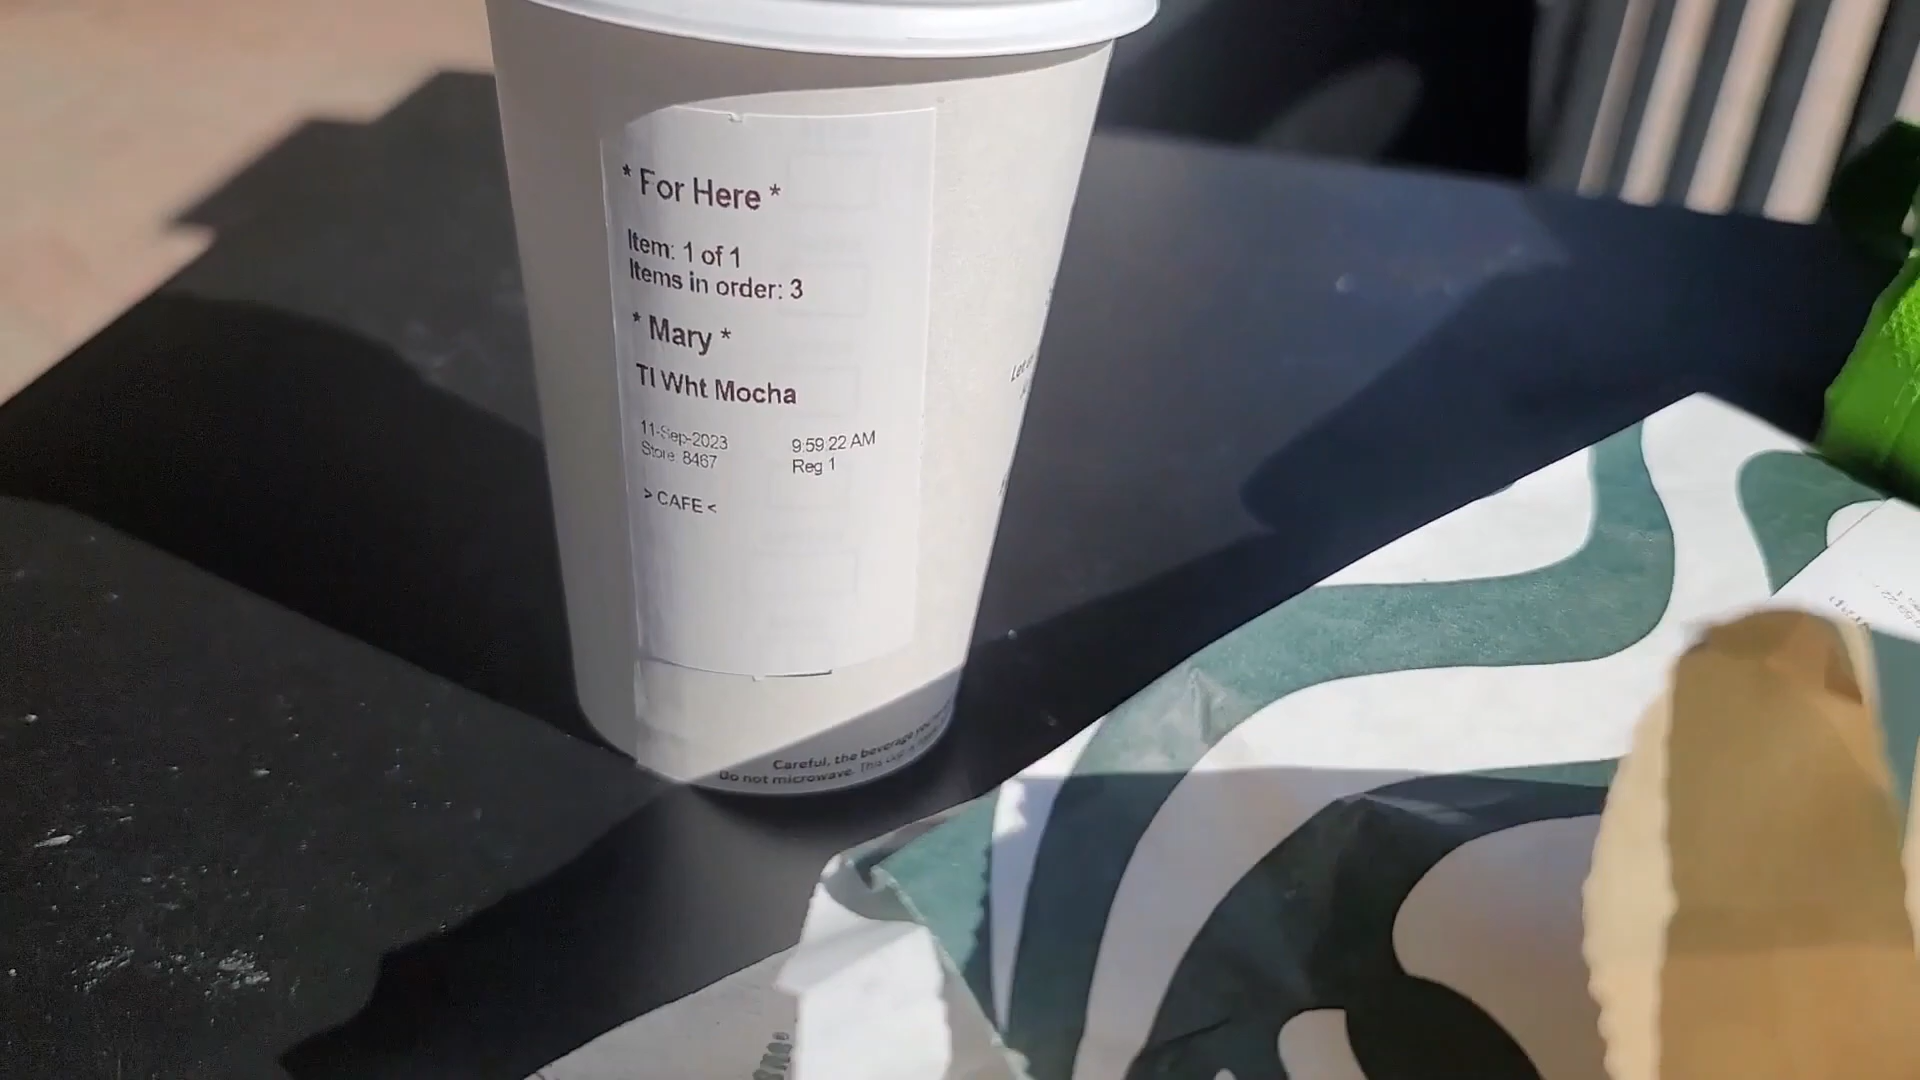 * For Here *
Item: 1 of 1
Items in order: 3
* Mary *
Tl Wht Mocha
11-Sep-2023 9:59:22 AM
Store: 8467 Reg 1
> CAFE <
Careful, the beverage
Do not microwave. This